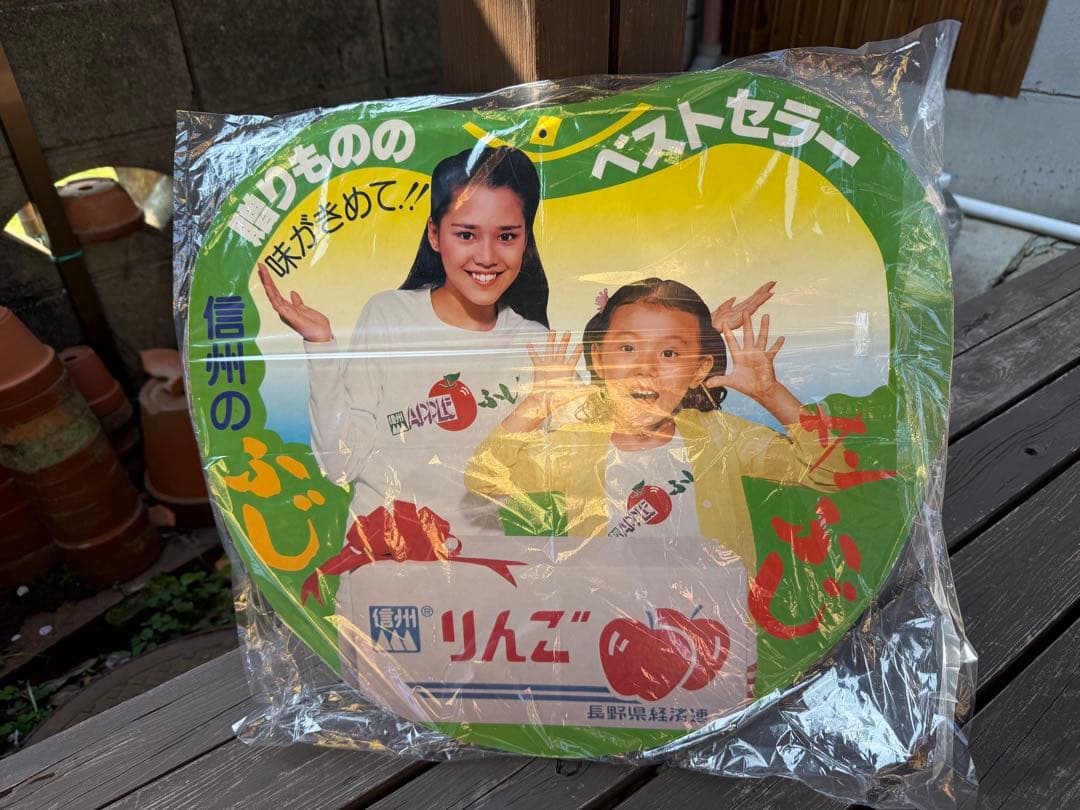 贈りものの
ベストセラー
味がきめて!!
信州の
ふじ
サンふじ
信州 APPLE ふじ
APPLE ふじ
信州® りんご
長野県経済連